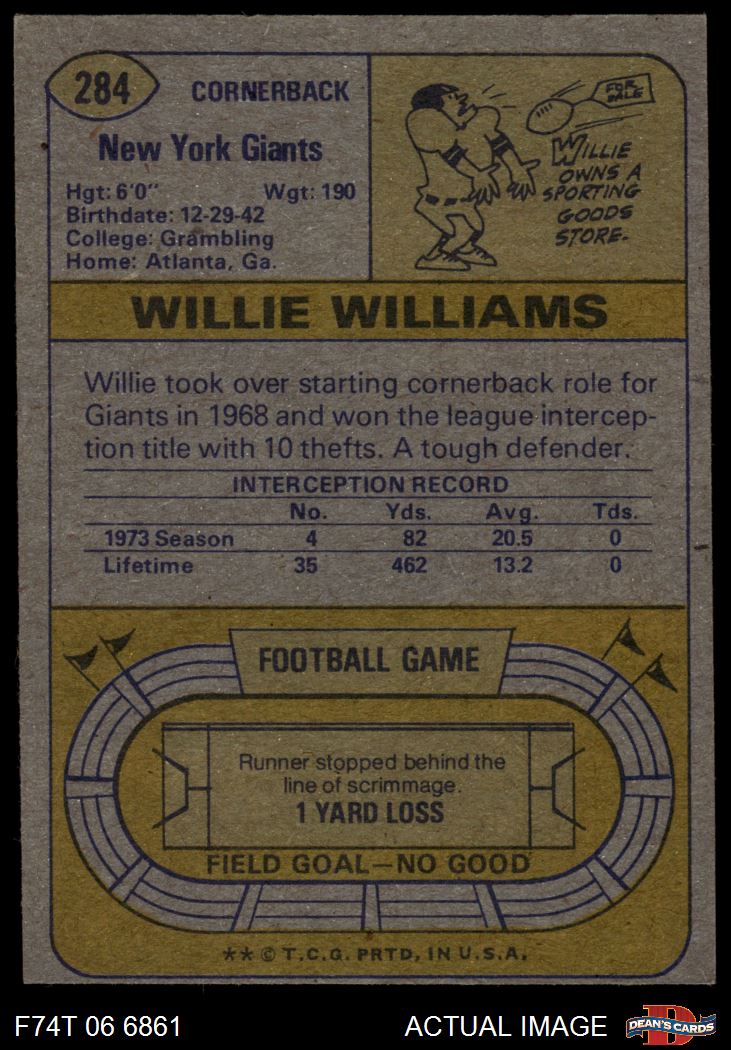 284
CORNERBACK
New York Giants
Hgt: 6'0" Wgt: 190
Birthdate: 12-29-42
College: Grambling
Home: Atlanta, Ga.
FOR SALE
WILLIE
OWNS A
SPORTING
GOODS
STORE.
WILLIE WILLIAMS
Willie took over starting cornerback role for
Giants in 1968 and won the league intercep-
tion title with 10 thefts. A tough defender.
INTERCEPTION RECORD
No. Yds. Avg. Tds.
1973 Season 4 82 20.5 0
Lifetime 35 462 13.2 0
FOOTBALL GAME
Runner stopped behind the
line of scrimmage.
1 YARD LOSS
FIELD GOAL—NO GOOD
** © T.C.G. PRTD, IN U.S.A.
F74T 06 6861 ACTUAL IMAGE
D
DEAN'S CARDS